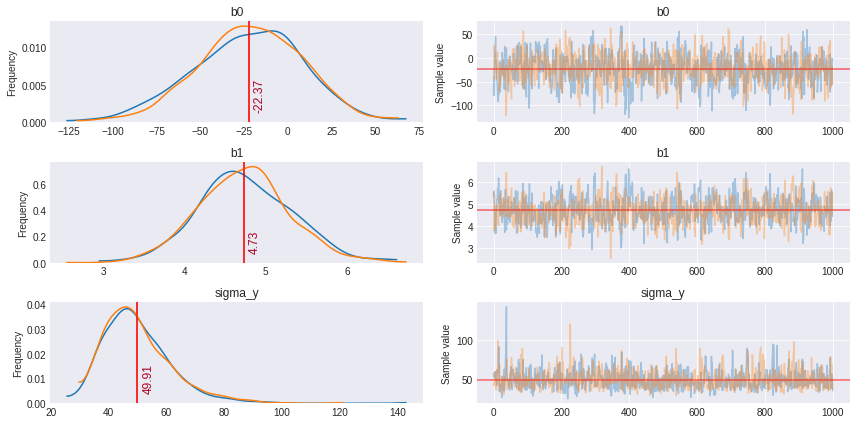 b0
Frequency
0.010
0.005
0.000
-22.37
−125 −100 −75 −50 −25 0 25 50 75
b0
Sample value
50
0
−50
−100
0 200 400 600 800 1000
b1
Frequency
0.6
0.4
0.2
0.0
4.73
3 4 5 6
b1
Sample value
6
5
4
3
0 200 400 600 800 1000
sigma_y
Frequency
0.04
0.03
0.02
0.01
0.00
49.91
20 40 60 80 100 120 140
sigma_y
Sample value
100
50
0 200 400 600 800 1000